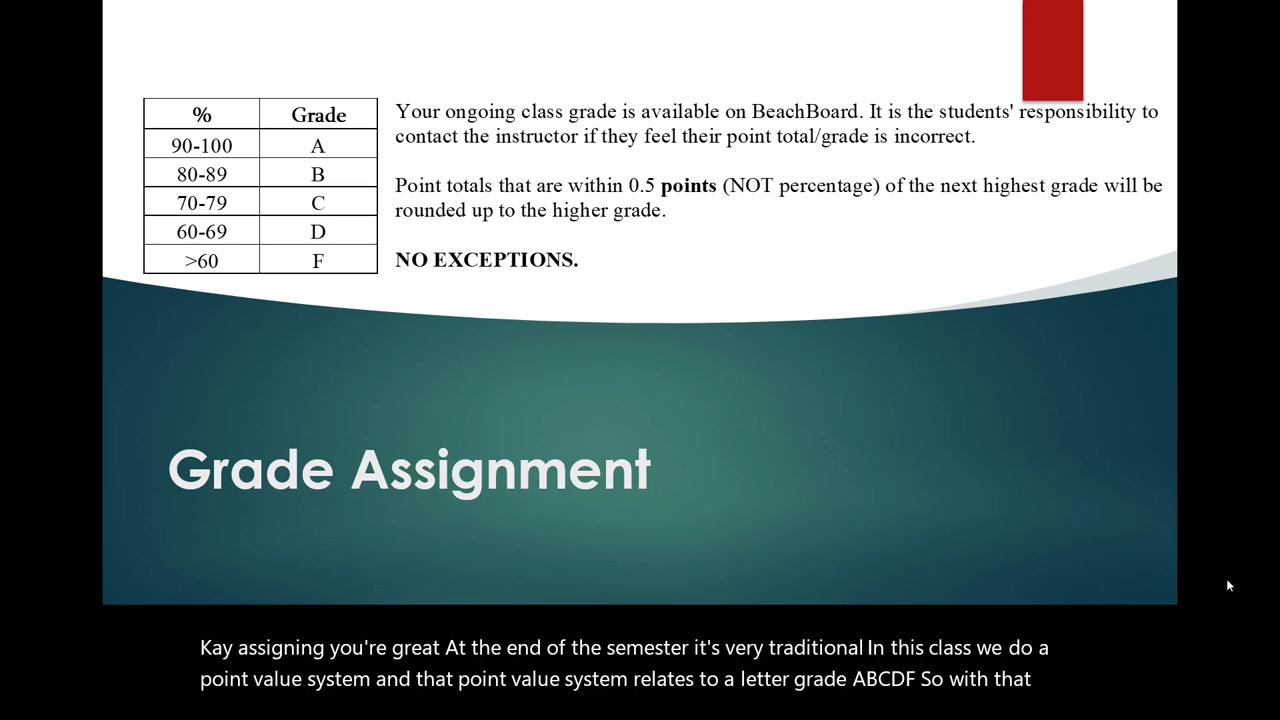 % Grade
90-100 A
80-89 B
70-79 C
60-69 D
>60 F
Your ongoing class grade is available on BeachBoard. It is the students' responsibility to
contact the instructor if they feel their point total/grade is incorrect.
Point totals that are within 0.5 points (NOT percentage) of the next highest grade will be
rounded up to the higher grade.
NO EXCEPTIONS.
Grade Assignment
Kay assigning you're great At the end of the semester it's very traditional In this class we do a
point value system and that point value system relates to a letter grade ABCDF So with that